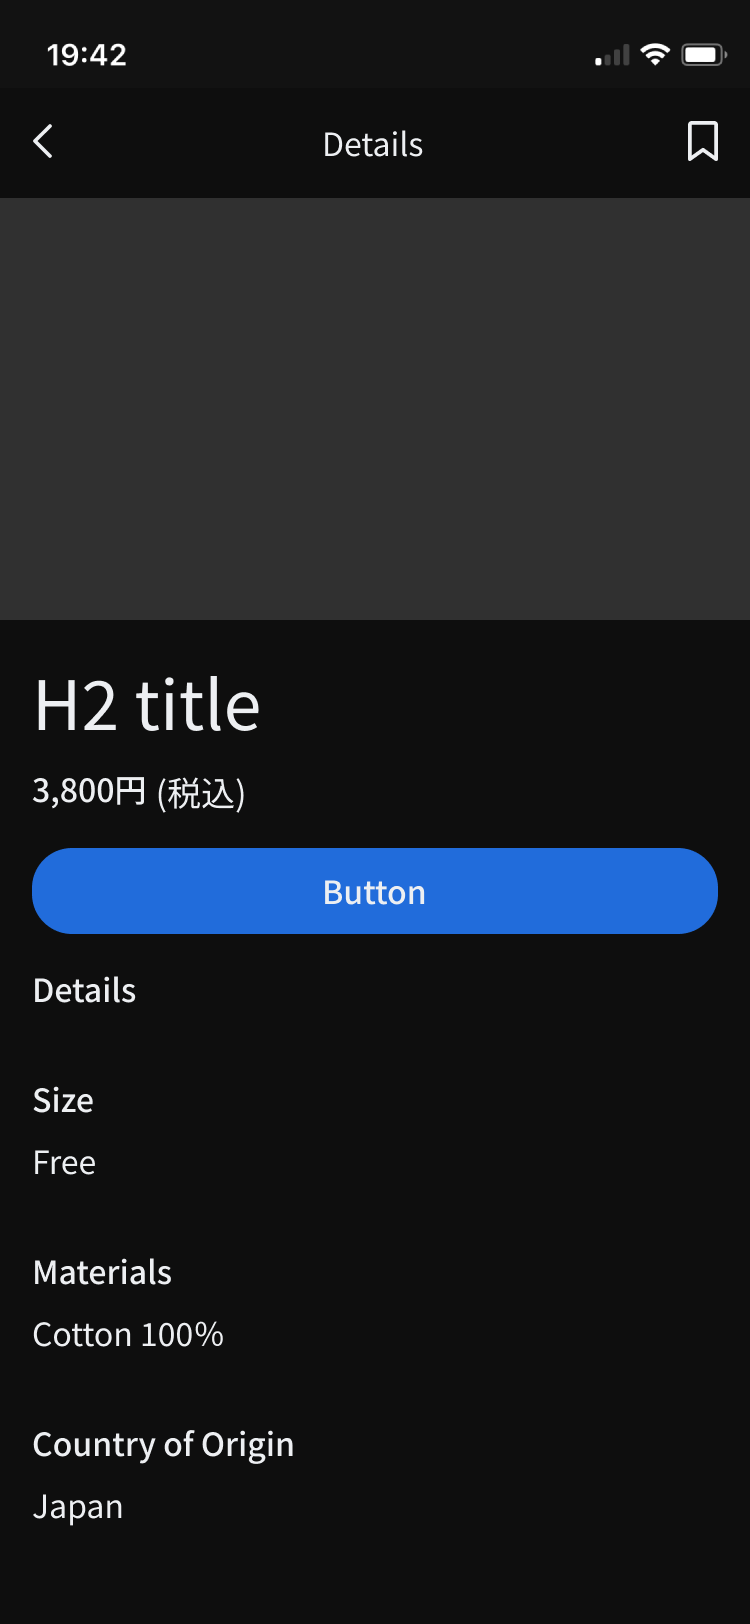 19:42
Details
H2 title
3,800円 (税込)
Button
Details
Size
Free
Materials
Cotton 100%
Country of Origin
Japan